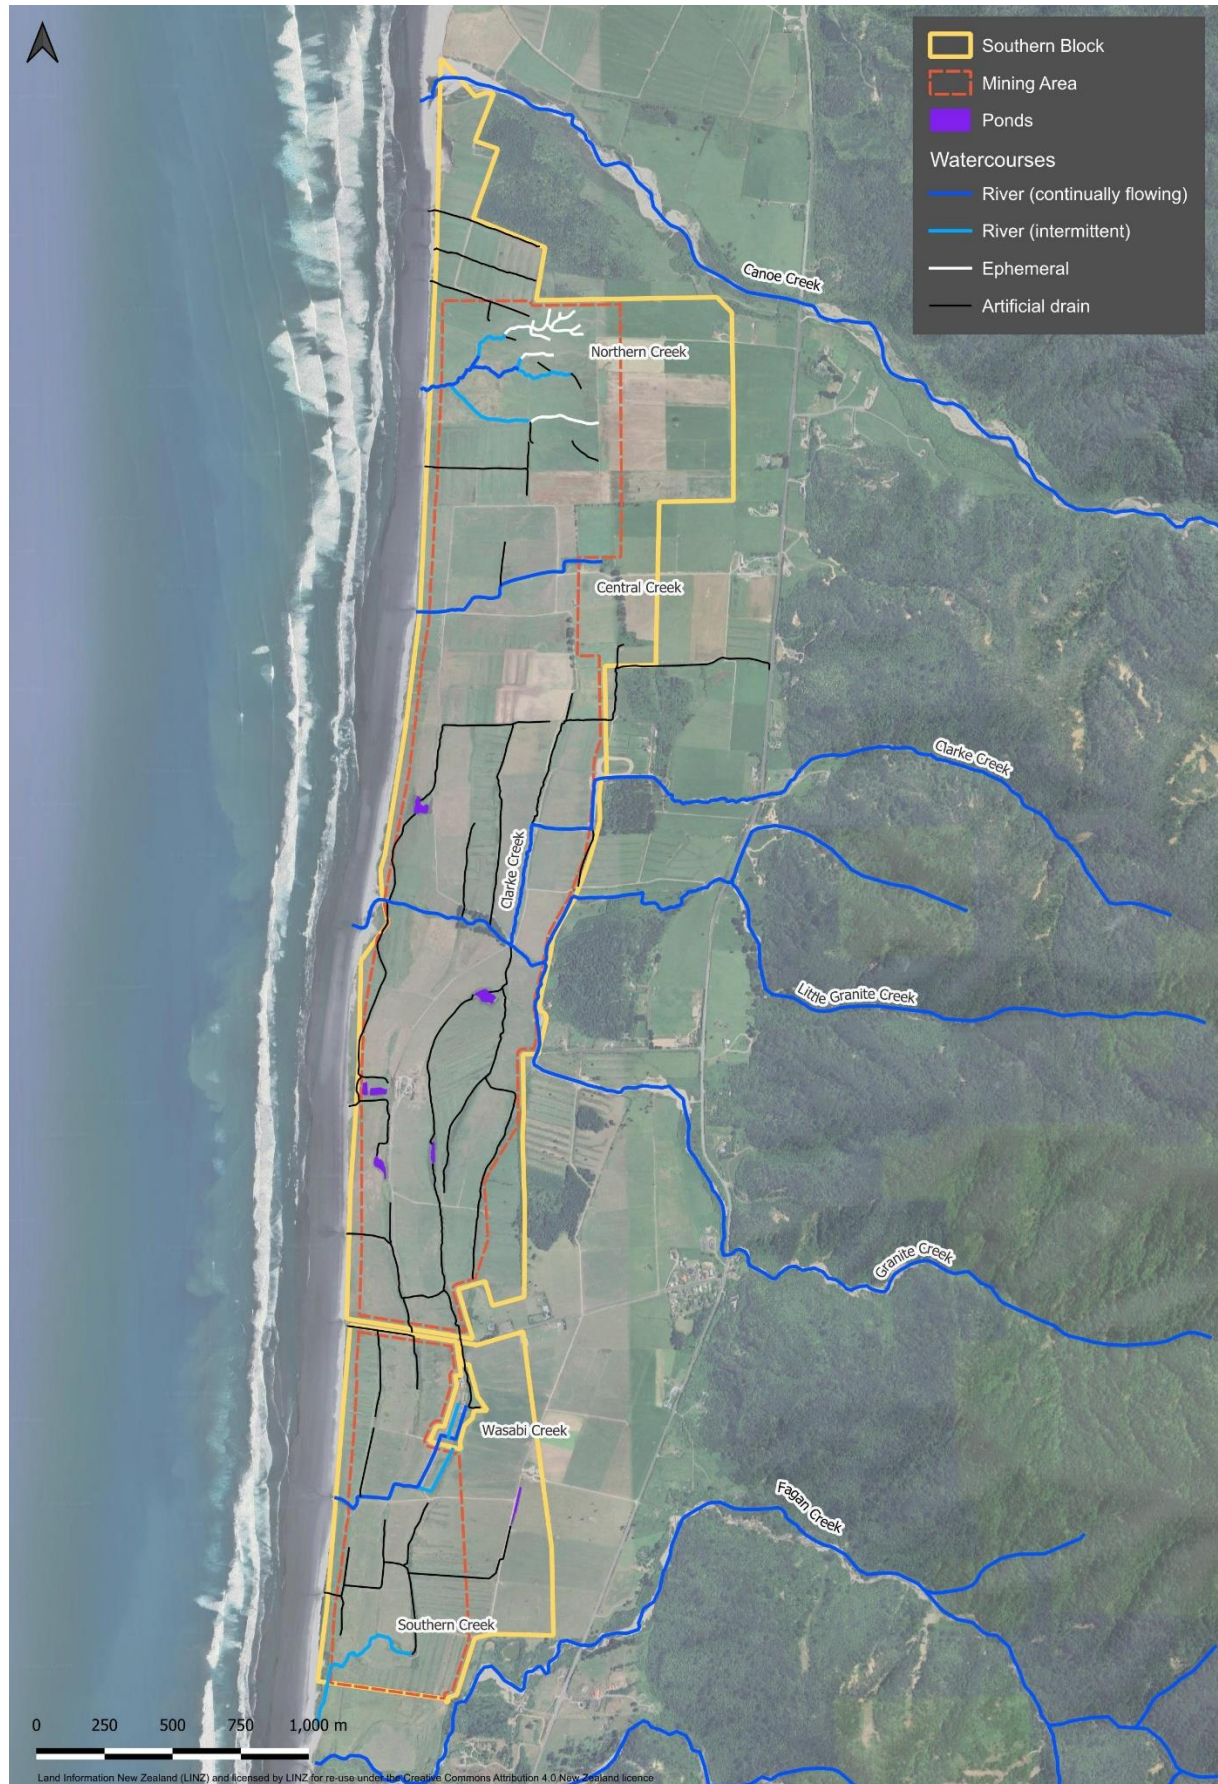 Southern Block
Mining Area
Ponds
Watercourses
River (continually flowing)
River (intermittent)
Ephemeral
Artificial drain
Canoe Creek
Northern Creek
Central Creek
Clarke Creek
Clarke Creek
Little Granite Creek
Granite Creek
Wasabi Creek
Fagan Creek
Southern Creek
0 250 500 750 1,000 m
Land Information New Zealand (LINZ) and licensed by LINZ for re-use under the Creative Commons Attribution 4.0 New Zealand licence